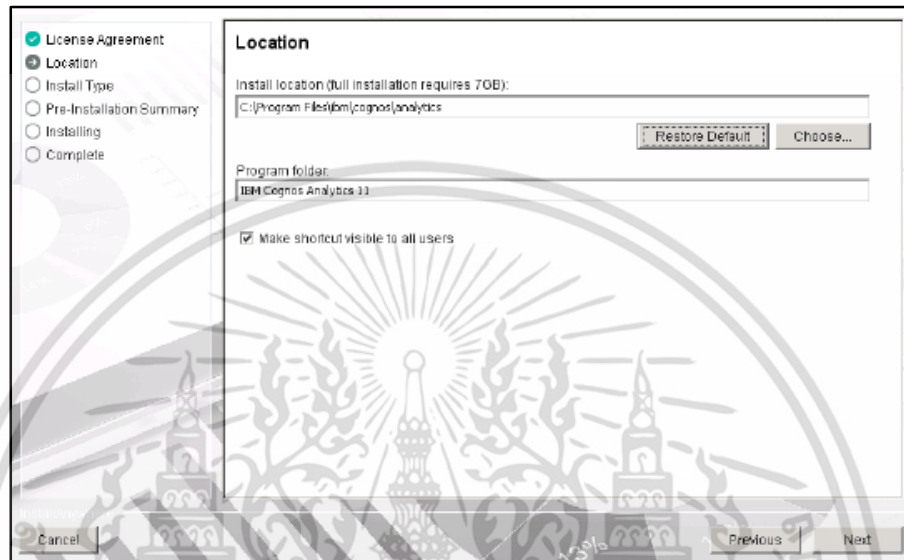 License Agreement
Location
Install Type
Pre-Installation Summary
Installing
Complete
Location
Install location (full installation requires 7GB):
C:\Program Files\ibm\cognos\analytics
Restore Default
Choose...
Program folder:
IBM Cognos Analytics 11
Make shortcut visible to all users
Cancel
13%
Previous
Next